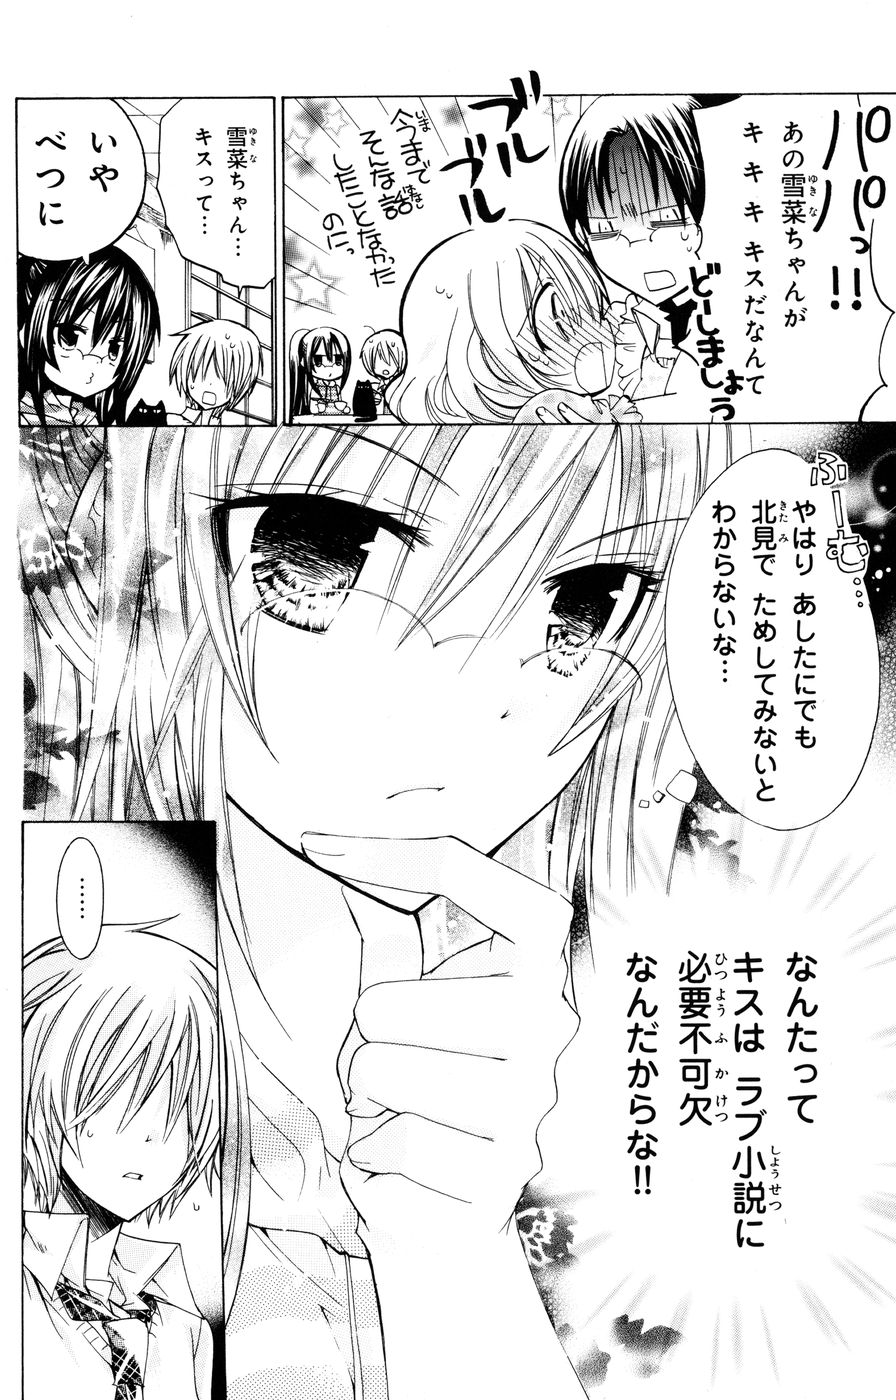 パパっ!!
あの雪菜ちゃんが
キキキキスだなんて
どーしましょう
ブルブル
今まで
そんな話
したことなかった
のにっ
雪菜ちゃん…
キスって…
いや
べつに
ふーむ…
やはり あしたにでも
北見で ためしてみないと
わからないな…
なんたって
キスは ラブ小説に
必要不可欠
なんだからな!!
……